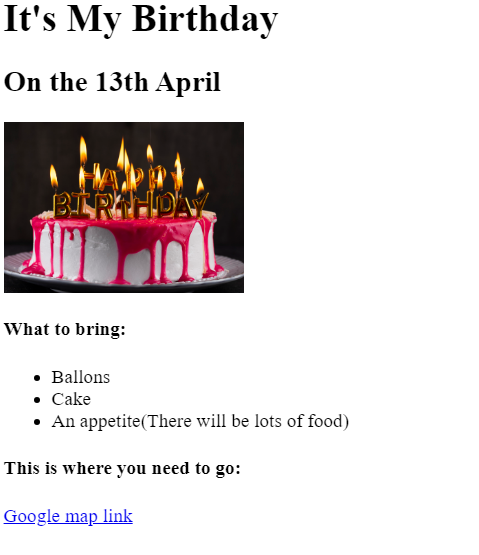 It's My Birthday
On the 13th April
HAPPY
BIRTHDAY
What to bring:
Ballons
Cake
An appetite(There will be lots of food)
This is where you need to go:
Google map link